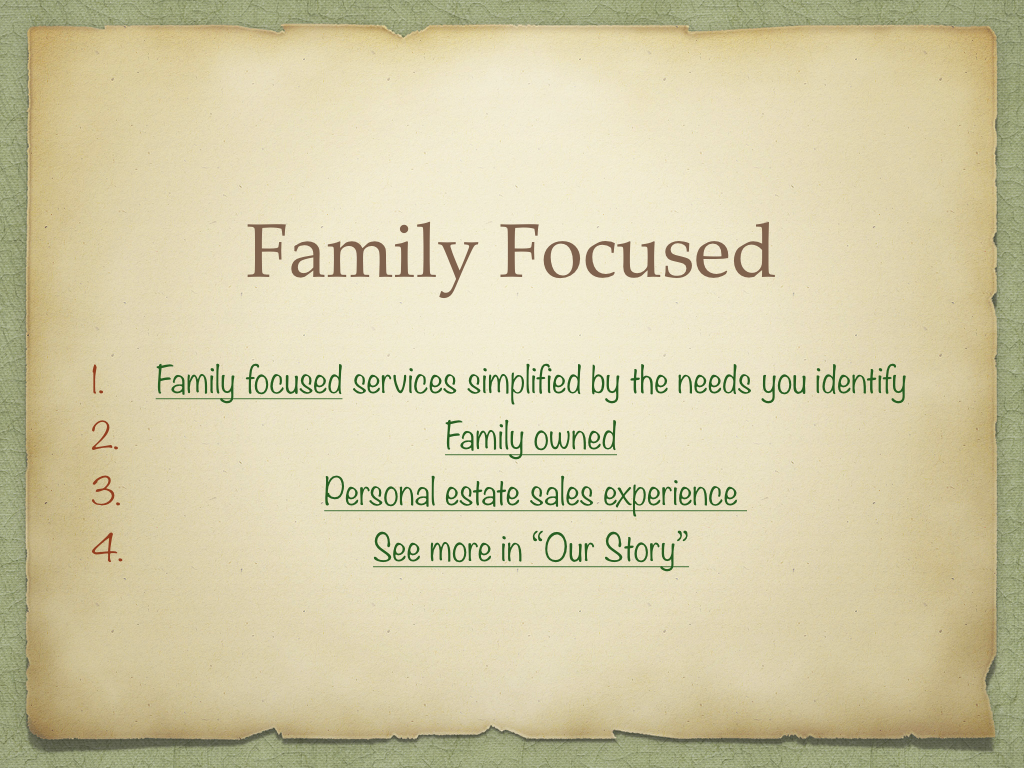 Family Focused
1. Family focused services simplified by the needs you identify
2. Family owned
3. Personal estate sales experience
4. See more in “Our Story”